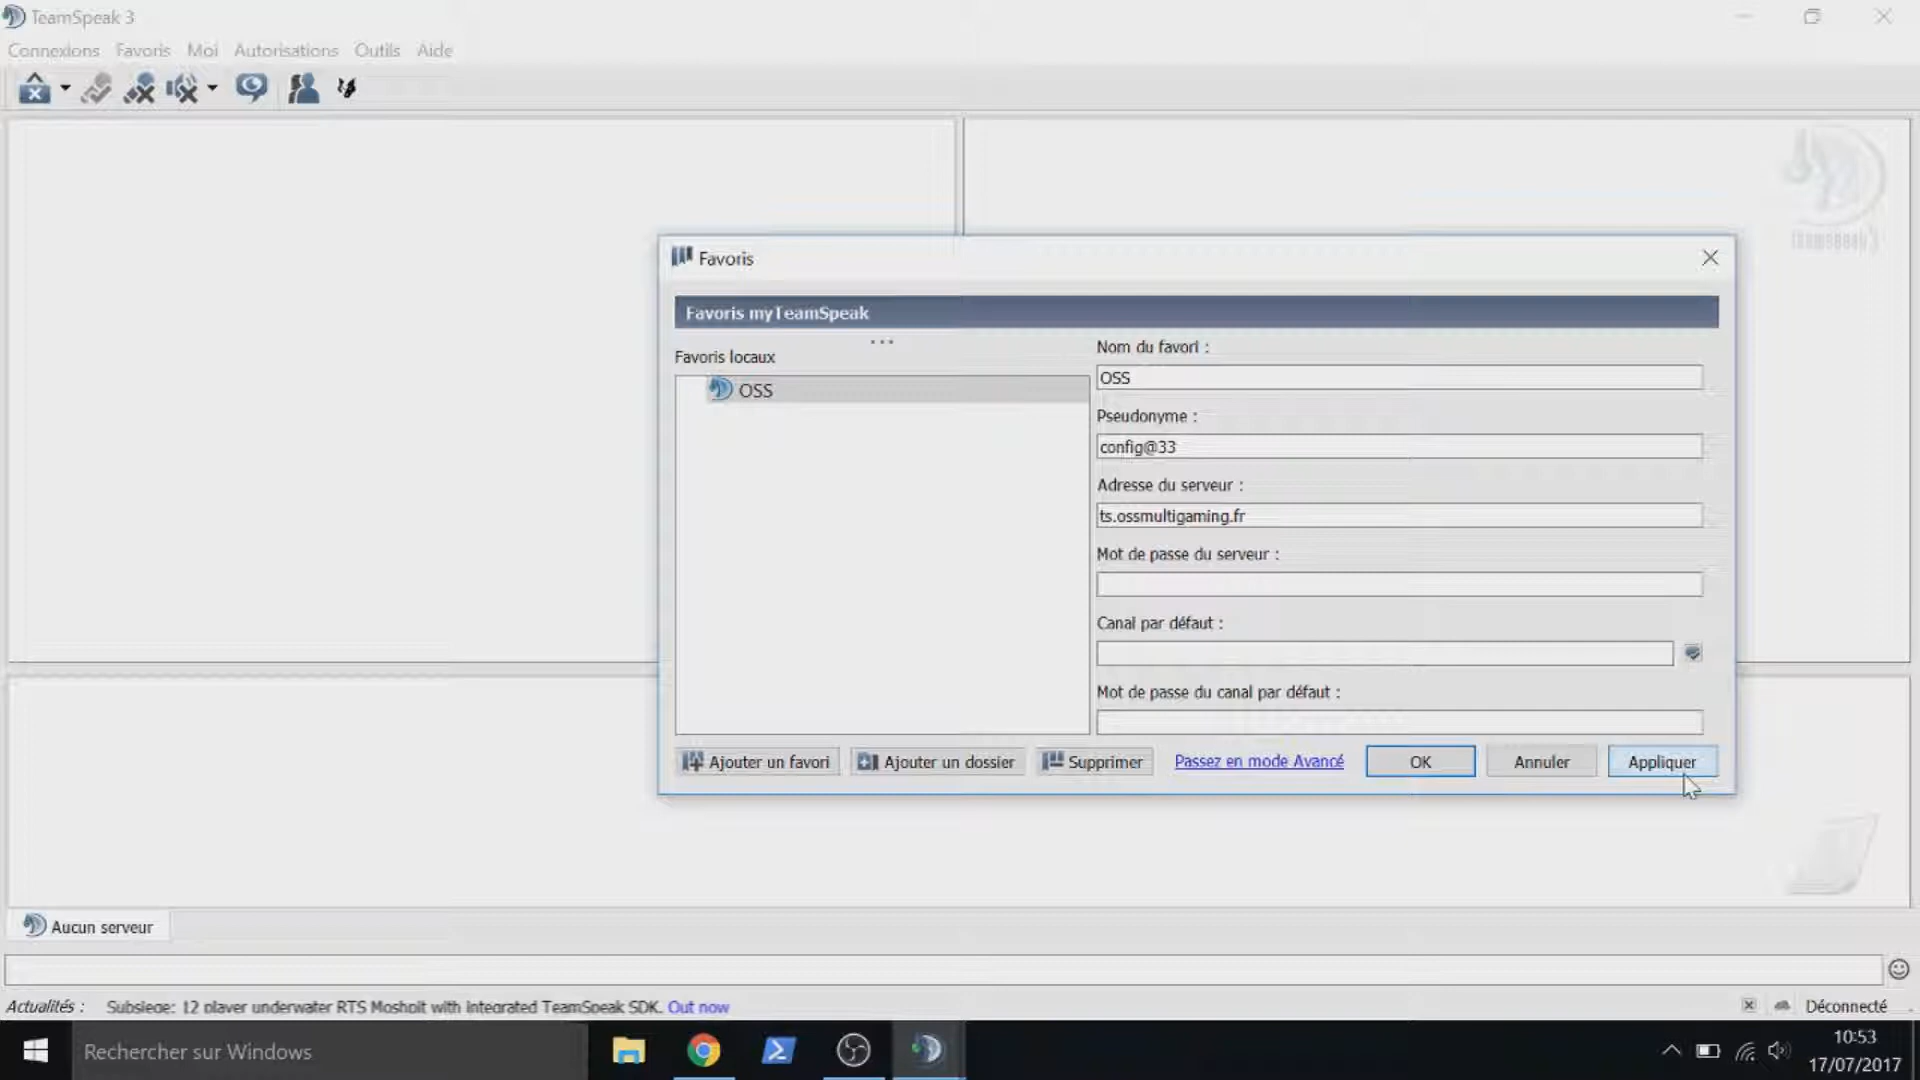 TeamSpeak 3
Connexions Favoris Moi Autorisations Outils Aide
Favoris
Favoris myTeamSpeak
Favoris locaux
OSS
Nom du favori :
OSS
Pseudonyme :
config@33
Adresse du serveur :
ts.ossmultigaming.fr
Mot de passe du serveur :
Canal par défaut :
Mot de passe du canal par défaut :
Ajouter un favori Ajouter un dossier Supprimer Passez en mode Avancé OK Annuler Appliquer
Aucun serveur
Actualités : Subsiege: 12 player underwater RTS Moshpit with integrated TeamSpeak SDK. Out now
Déconnecté
Rechercher sur Windows
10:53
17/07/2017